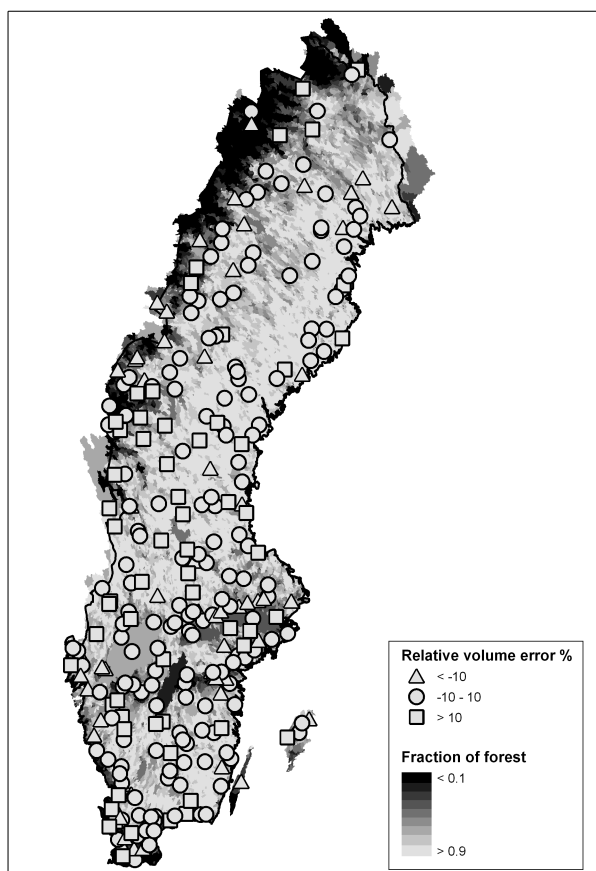 Relative volume error %
< -10
-10 - 10
> 10
Fraction of forest
< 0.1
> 0.9